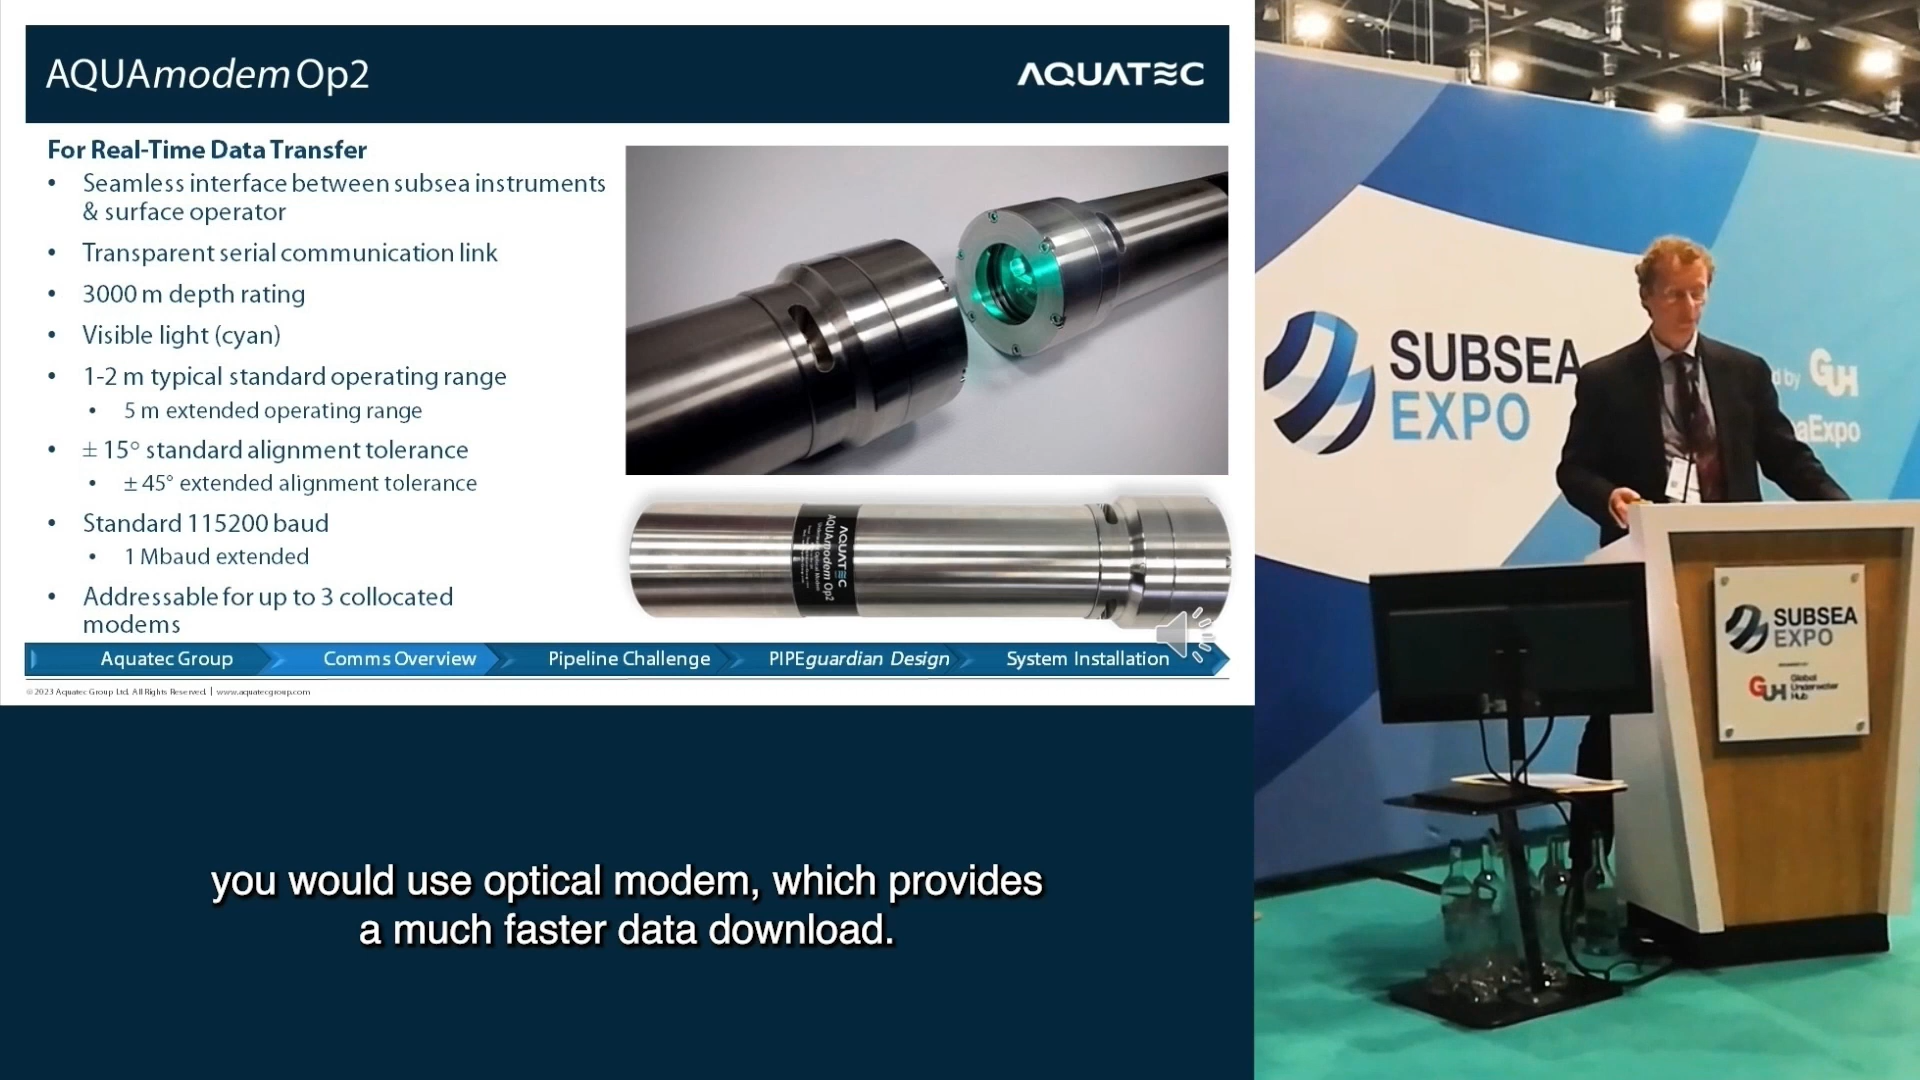 AQUAmodem Op2
AQUATEC
For Real-Time Data Transfer
• Seamless interface between subsea instruments
& surface operator
• Transparent serial communication link
• 3000 m depth rating
• Visible light (cyan)
• 1-2 m typical standard operating range
• 5 m extended operating range
• ± 15° standard alignment tolerance
• ± 45° extended alignment tolerance
• Standard 115200 baud
• 1 Mbaud extended
• Addressable for up to 3 collocated
modems
AQUATEC
AQUAmodem Op2
Aquatec Group
Comms Overview
Pipeline Challenge
PIPEguardian Design
System Installation
© 2023 Aquatec Group Ltd. All Rights Reserved. | www.aquatecgroup.com
you would use optical modem, which provides
a much faster data download.
SUBSEA
EXPO
by GUH
aExpo
SUBSEA
EXPO
GUH Global
Underwater
Hub